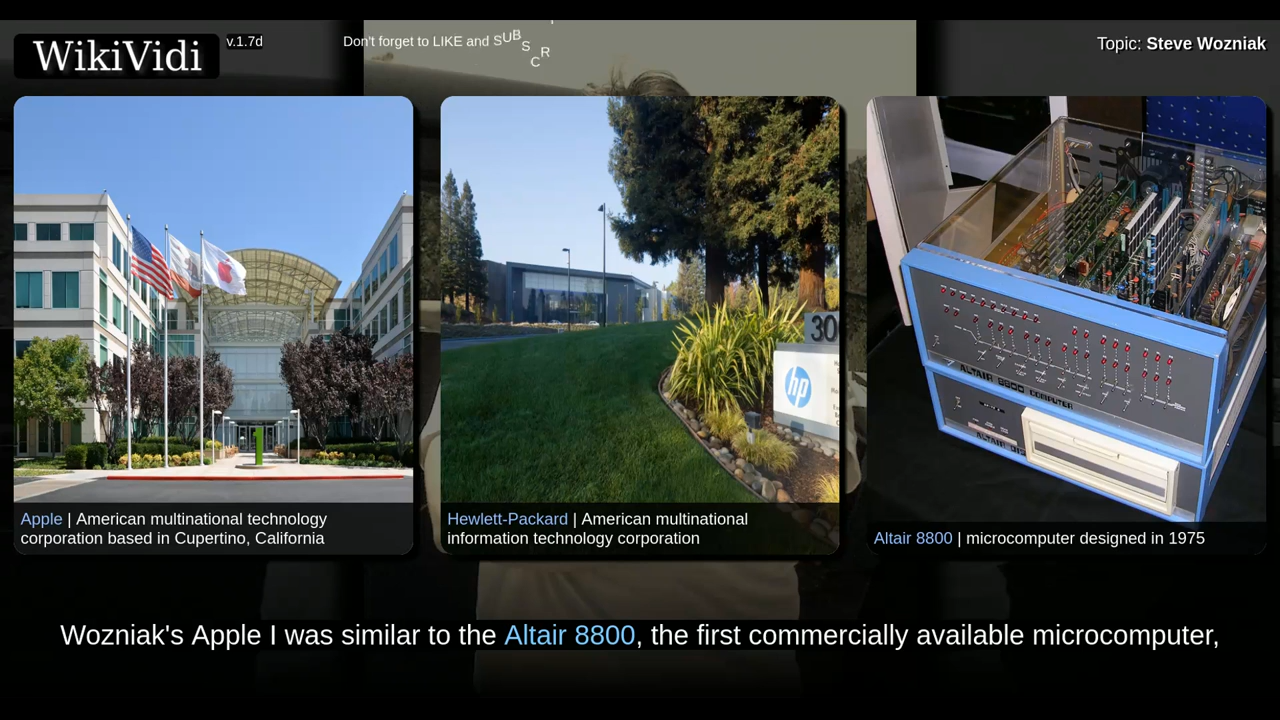 WikiVidi
v.1.7d
Don't forget to LIKE and SUBSCR
Topic: Steve Wozniak
30
hp
ALTAIR 8800 COMPUTER
Apple | American multinational technology
corporation based in Cupertino, California
Hewlett-Packard | American multinational
information technology corporation
Altair 8800 | microcomputer designed in 1975
Wozniak's Apple I was similar to the Altair 8800, the first commercially available microcomputer,